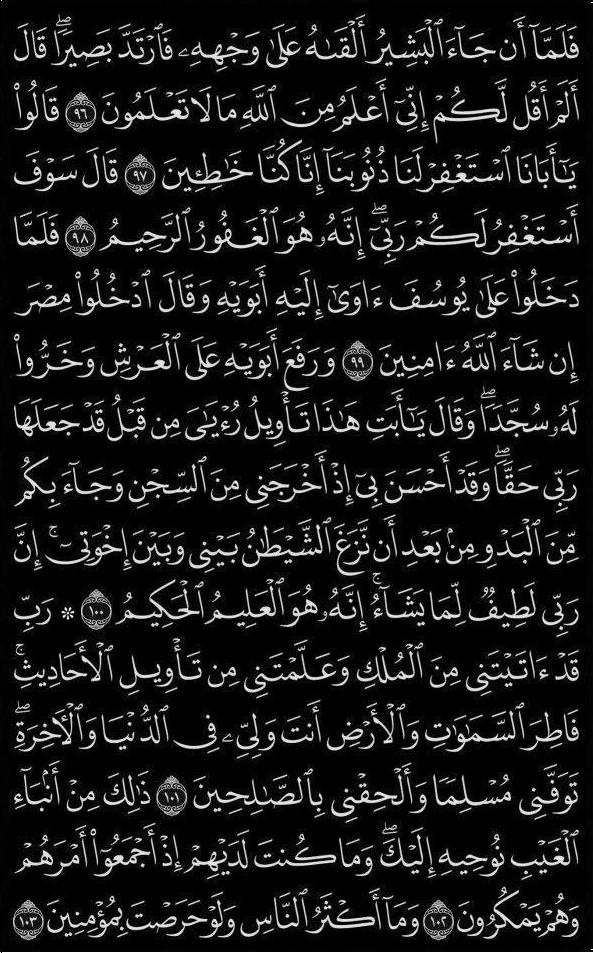 فَلَمَّآ أَن جَآءَ ٱلْبَشِيرُ أَلْقَىٰهُ عَلَىٰ وَجْهِهِۦ فَٱرْتَدَّ بَصِيرًاۖ قَالَ
أَلَمْ أَقُل لَّكُمْ إِنِّىٓ أَعْلَمُ مِنَ ٱللَّهِ مَا لَا تَعْلَمُونَ ٩٦ قَالُوا۟
يَـٰٓأَبَانَا ٱسْتَغْفِرْ لَنَا ذُنُوبَنَآ إِنَّا كُنَّا خَـٰطِـِٔينَ ٩٧ قَالَ سَوْفَ
أَسْتَغْفِرُ لَكُمْ رَبِّىٓۖ إِنَّهُۥ هُوَ ٱلْغَفُورُ ٱلرَّحِيمُ ٩٨ فَلَمَّا
دَخَلُوا۟ عَلَىٰ يُوسُفَ ءَاوَىٰٓ إِلَيْهِ أَبَوَيْهِ وَقَالَ ٱدْخُلُوا۟ مِصْرَ
إِن شَآءَ ٱللَّهُ ءَامِنِينَ ٩٩ وَرَفَعَ أَبَوَيْهِ عَلَى ٱلْعَرْشِ وَخَرُّوا۟
لَهُۥ سُجَّدًاۖ وَقَالَ يَـٰٓأَبَتِ هَـٰذَا تَأْوِيلُ رُءْيَـٰىَ مِن قَبْلُ قَدْ جَعَلَهَا
رَبِّى حَقًّاۖ وَقَدْ أَحْسَنَ بِىٓ إِذْ أَخْرَجَنِى مِنَ ٱلسِّجْنِ وَجَآءَ بِكُم
مِّنَ ٱلْبَدْوِ مِنۢ بَعْدِ أَن نَّزَغَ ٱلشَّيْطَـٰنُ بَيْنِى وَبَيْنَ إِخْوَتِىٓۚ إِنَّ
رَبِّى لَطِيفٌ لِّمَا يَشَآءُۚ إِنَّهُۥ هُوَ ٱلْعَلِيمُ ٱلْحَكِيمُ ١٠٠ * رَبِّ
قَدْ ءَاتَيْتَنِى مِنَ ٱلْمُلْكِ وَعَلَّمْتَنِى مِن تَأْوِيلِ ٱلْأَحَادِيثِۚ
فَاطِرَ ٱلسَّمَـٰوَٰتِ وَٱلْأَرْضِ أَنتَ وَلِىِّۦ فِى ٱلدُّنْيَا وَٱلْـَٔاخِرَةِۖ
تَوَفَّنِى مُسْلِمًا وَأَلْحِقْنِى بِٱلصَّـٰلِحِينَ ١٠١ ذَٰلِكَ مِنْ أَنۢبَآءِ
ٱلْغَيْبِ نُوحِيهِ إِلَيْكَۖ وَمَا كُنتَ لَدَيْهِمْ إِذْ أَجْمَعُوٓا۟ أَمْرَهُمْ
وَهُمْ يَمْكُرُونَ ١٠٢ وَمَآ أَكْثَرُ ٱلنَّاسِ وَلَوْ حَرَصْتَ بِمُؤْمِنِينَ ١٠٣